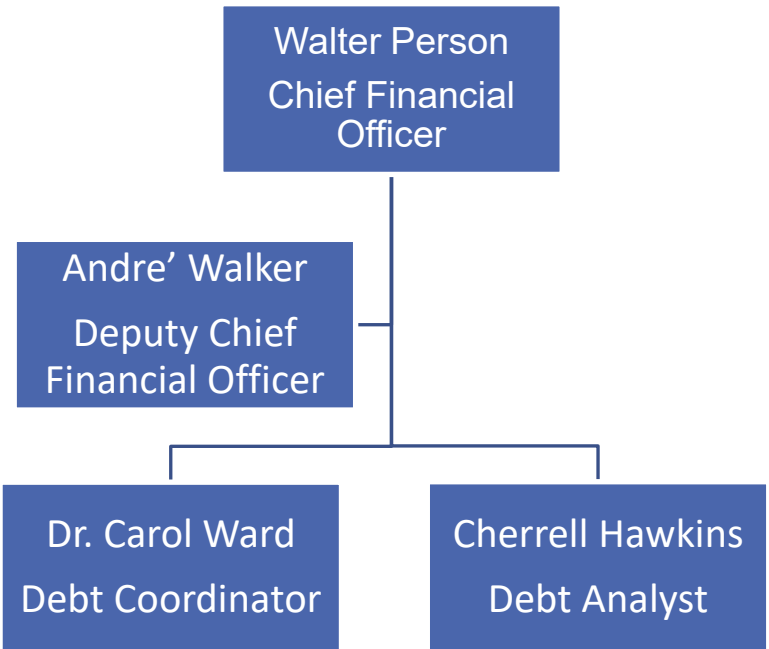 Walter Person
Chief Financial
Officer
Andre’ Walker
Deputy Chief
Financial Officer
Dr. Carol Ward
Debt Coordinator
Cherrell Hawkins
Debt Analyst